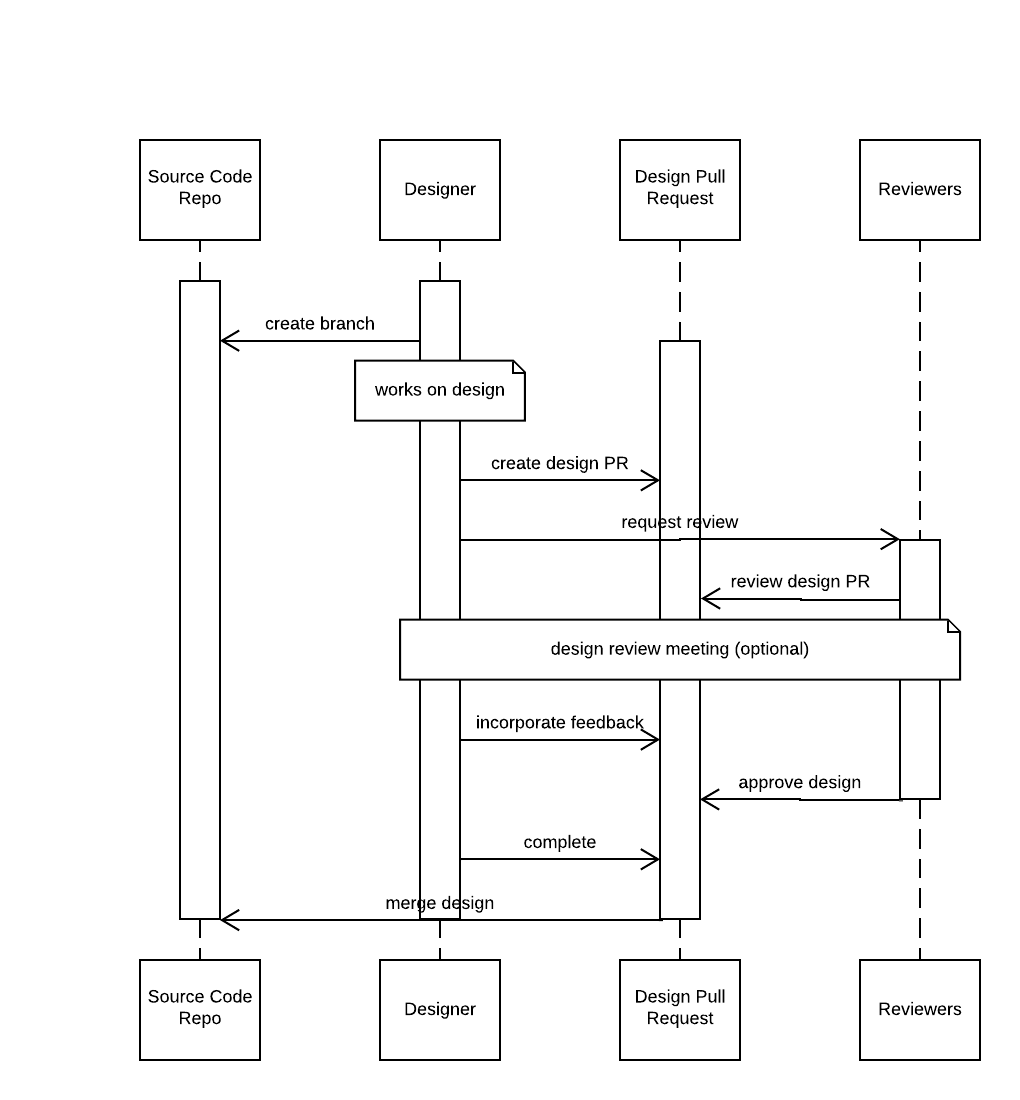 Source Code
Repo
Designer
Design Pull
Request
Reviewers
create branch
works on design
create design PR
request review
review design PR
design review meeting (optional)
incorporate feedback
approve design
complete
merge design
Source Code
Repo
Designer
Design Pull
Request
Reviewers